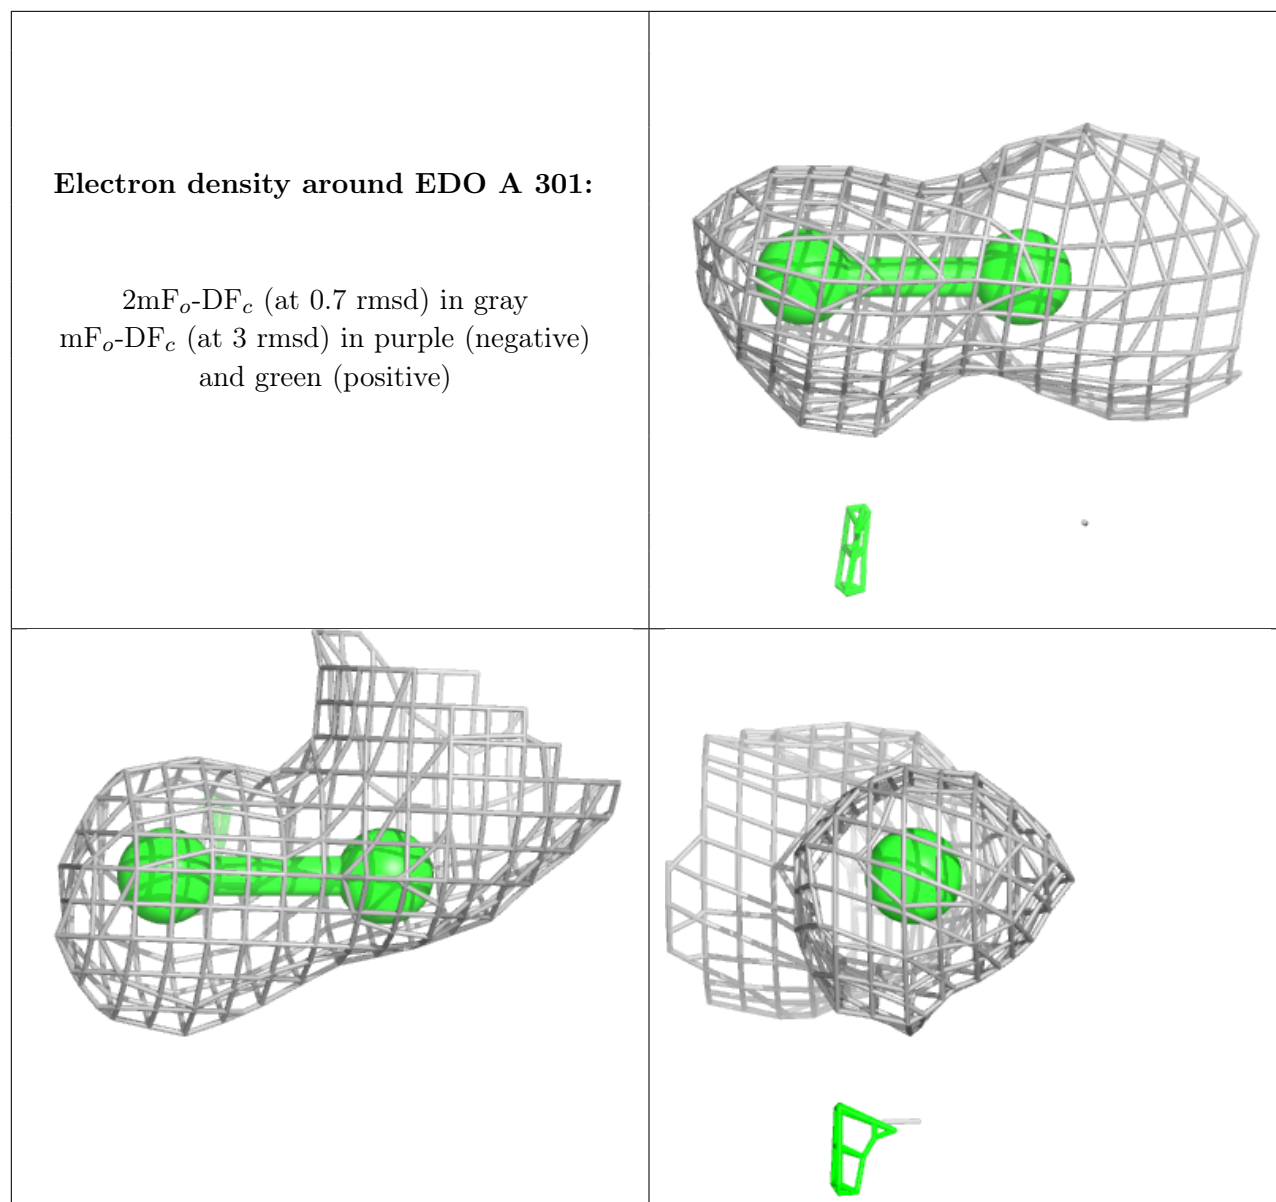 Electron density around EDO A 301:
2mFo-DFc (at 0.7 rmsd) in gray
mFo-DFc (at 3 rmsd) in purple (negative)
and green (positive)